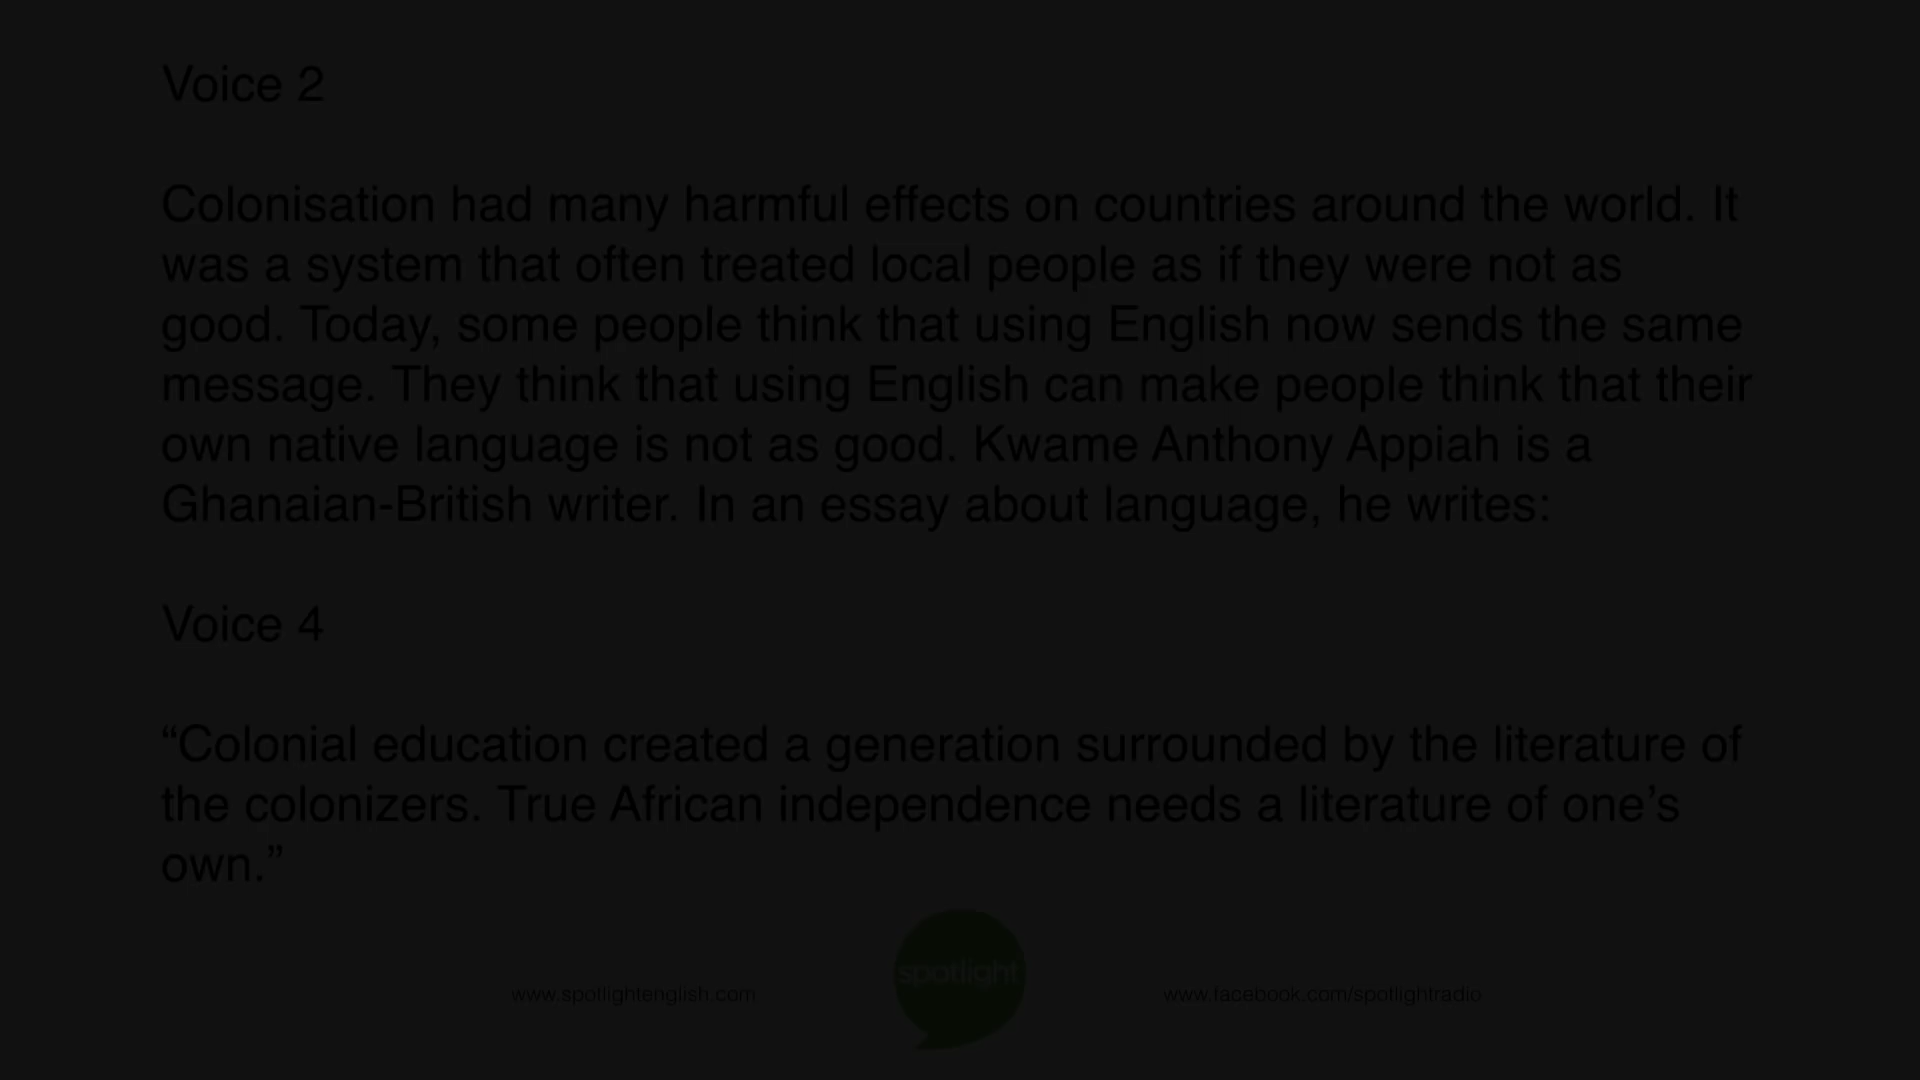 Voice 2
Colonisation had many harmful effects on countries around the world. It
was a system that often treated local people as if they were not as
good. Today, some people think that using English now sends the same
message. They think that using English can make people think that their
own native language is not as good. Kwame Anthony Appiah is a
Ghanaian-British writer. In an essay about language, he writes:
Voice 4
“Colonial education created a generation surrounded by the literature of
the colonizers. True African independence needs a literature of one’s
own.”
spotlight
www.spotlightenglish.com
www.facebook.com/spotlightradio